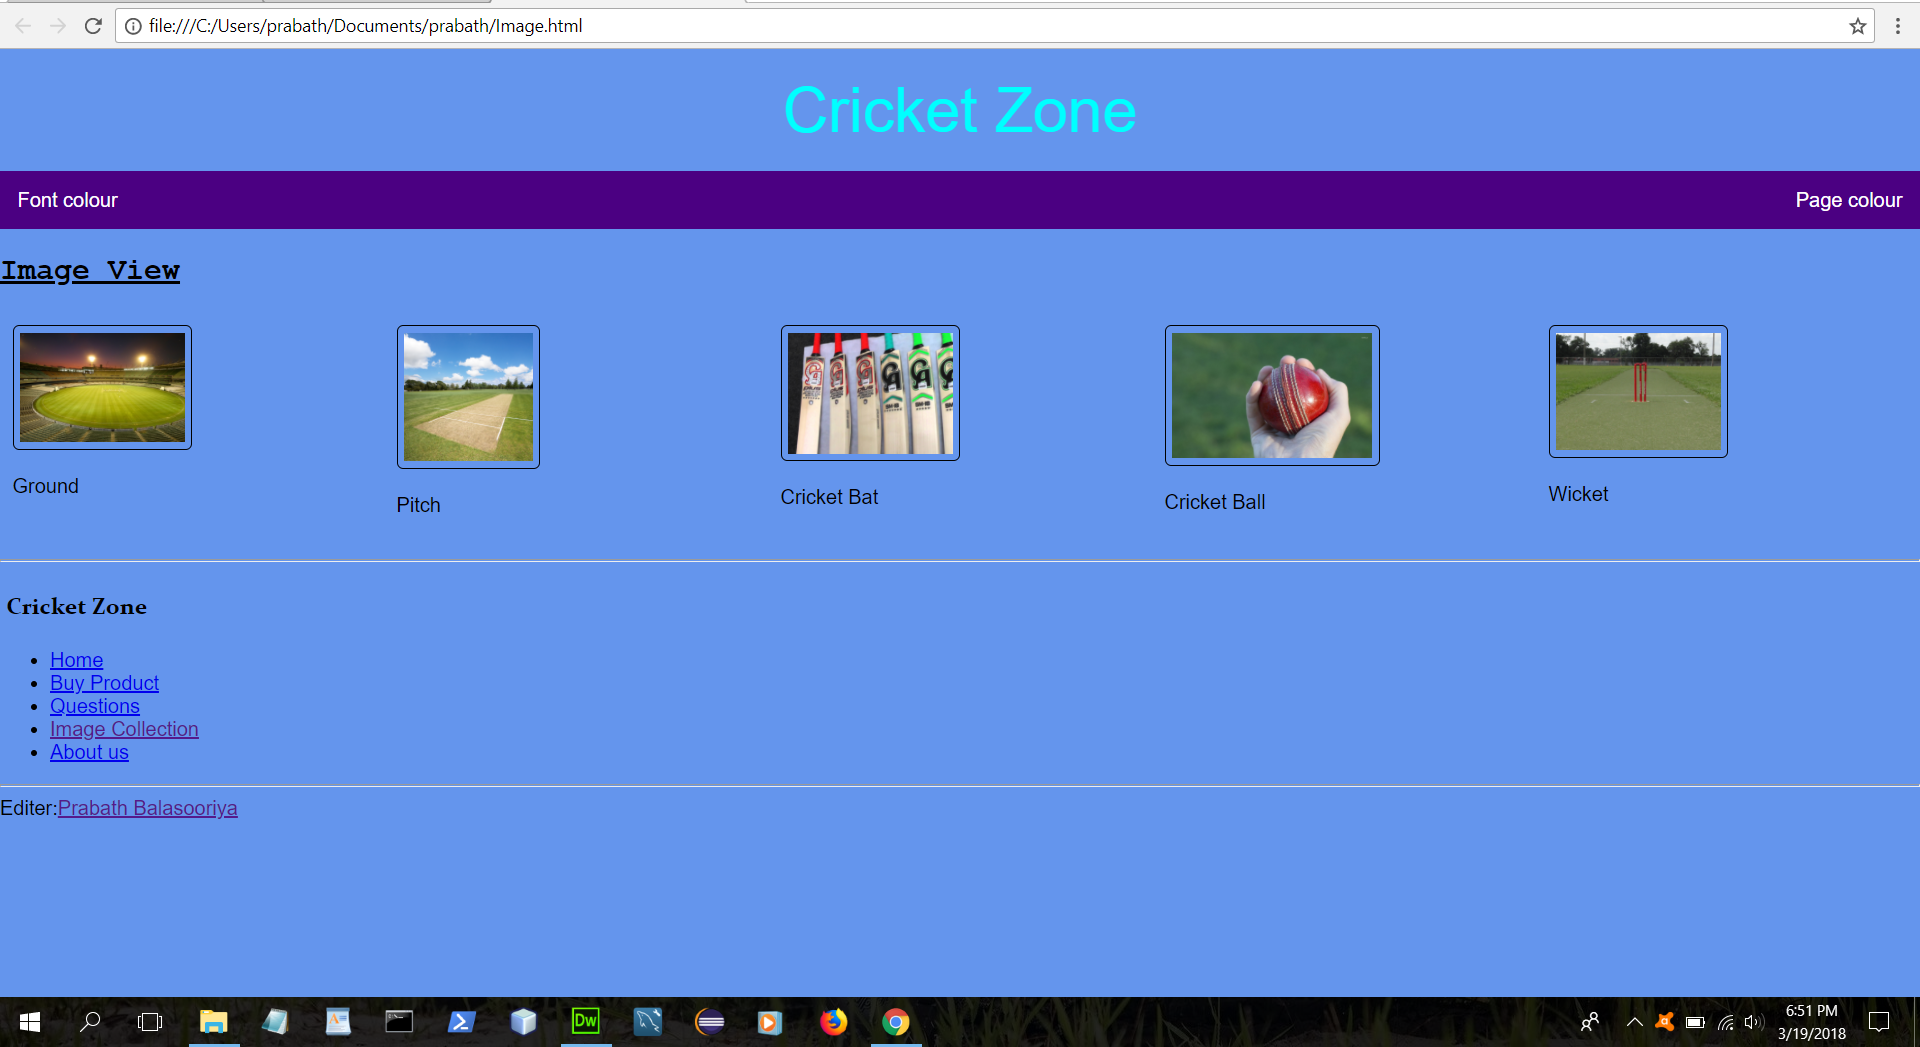 file:///C:/Users/prabath/Documents/prabath/Image.html
Cricket Zone
Font colour
Page colour
Image View
Ground
Pitch
Cricket Bat
Cricket Ball
Wicket
Cricket Zone
Home
Buy Product
Questions
Image Collection
About us
Editer:Prabath Balasooriya
Dw
6:51 PM
3/19/2018